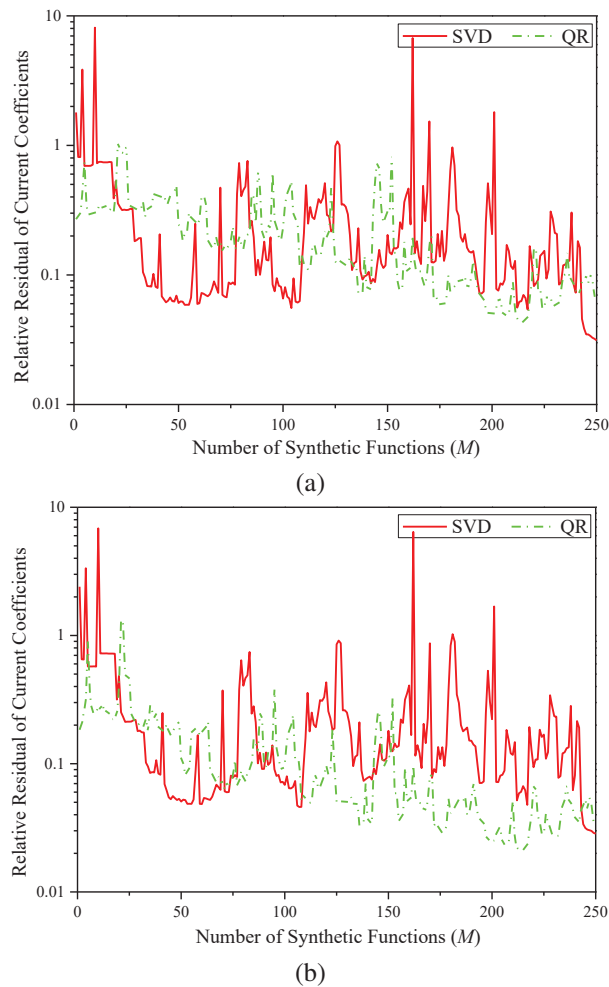 10
SVD QR
1
0.1
0.01
Relative Residual of Current Coefficients
0 50 100 150 200 250
Number of Synthetic Functions (M)
(a)
10
SVD QR
1
0.1
0.01
Relative Residual of Current Coefficients
0 50 100 150 200 250
Number of Synthetic Functions (M)
(b)